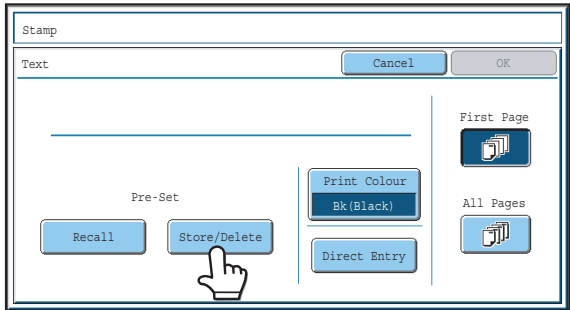 Stamp
Text
Cancel
OK
First Page
Print Colour
Bk(Black)
Pre-Set
All Pages
Recall
Store/Delete
Direct Entry